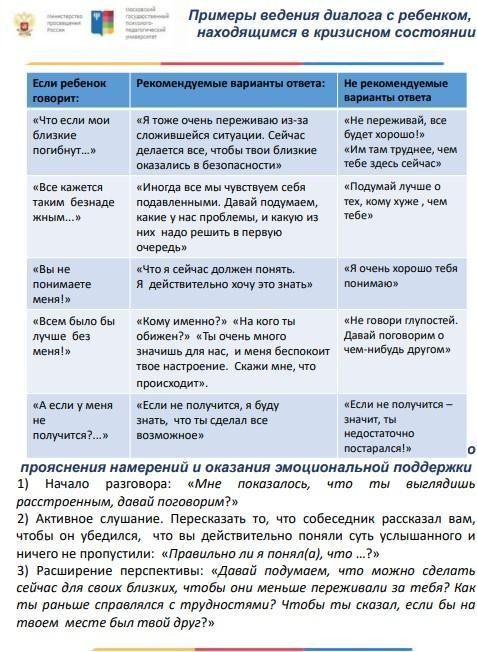 Министерство
просвещения
России
МОСКОВСКИЙ
ГОСУДАРСТВЕННЫЙ
ПСИХОЛОГО-
ПЕДАГОГИЧЕСКИЙ
УНИВЕРСИТЕТ
Примеры ведения диалога с ребенком,
находящимся в кризисном состоянии
Если ребенок
говорит:
Рекомендуемые варианты ответа:
Не рекомендуемые
варианты ответа
«Что если мои
близкие
погибнут…»
«Я тоже очень переживаю из-за
сложившейся ситуации. Сейчас
делается все, чтобы твои близкие
оказались в безопасности»
«Не переживай, все
будет хорошо!»
«Им там труднее, чем
тебе здесь сейчас»
«Все кажется
таким безнаде
жным...»
«Иногда все мы чувствуем себя
подавленными. Давай подумаем,
какие у нас проблемы, и какую из
них надо решить в первую
очередь»
«Подумай лучше о
тех, кому хуже , чем
тебе»
«Вы не
понимаете
меня!»
«Что я сейчас должен понять.
Я действительно хочу это знать»
«Я очень хорошо тебя
понимаю»
«Всем было бы
лучше без
меня!»
«Кому именно?» «На кого ты
обижен?» «Ты очень много
значишь для нас, и меня беспокоит
твое настроение. Скажи мне, что
происходит».
«Не говори глупостей.
Давай поговорим о
чем-нибудь другом»
«А если у меня
не
получится?...»
«Если не получится, я буду
знать, что ты сделал все
возможное»
«Если не получится –
значит, ты
недостаточно
постарался!»
о
прояснения намерений и оказания эмоциональной поддержки
1) Начало разговора: «Мне показалось, что ты выглядишь
расстроенным, давай поговорим?»
2) Активное слушание. Пересказать то, что собеседник рассказал вам,
чтобы он убедился, что вы действительно поняли суть услышанного и
ничего не пропустили: «Правильно ли я понял(а), что …?»
3) Расширение перспективы: «Давай подумаем, что можно сделать
сейчас для своих близких, чтобы они меньше переживали за тебя? Как
ты раньше справлялся с трудностями? Чтобы ты сказал, если бы на
твоем месте был твой друг?»